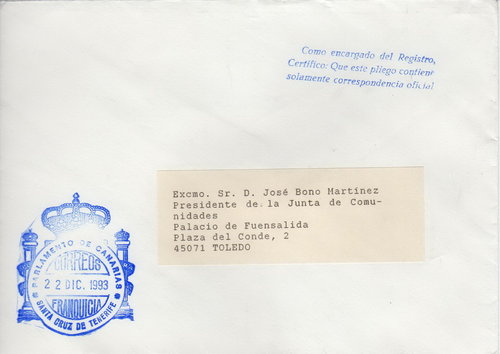 Como encargado del Registro,
Certifico: Que este pliego contiene
solamente correspondencia oficial
Excmo. Sr. D. José Bono Martínez
Presidente de la Junta de Comu-
nidades
Palacio de Fuensalida
Plaza del Conde, 2
45071 TOLEDO
PARLAMENTO DE CANARIAS
CORREOS
22 DIC. 1993
FRANQUICIA
SANTA CRUZ DE TENERIFE